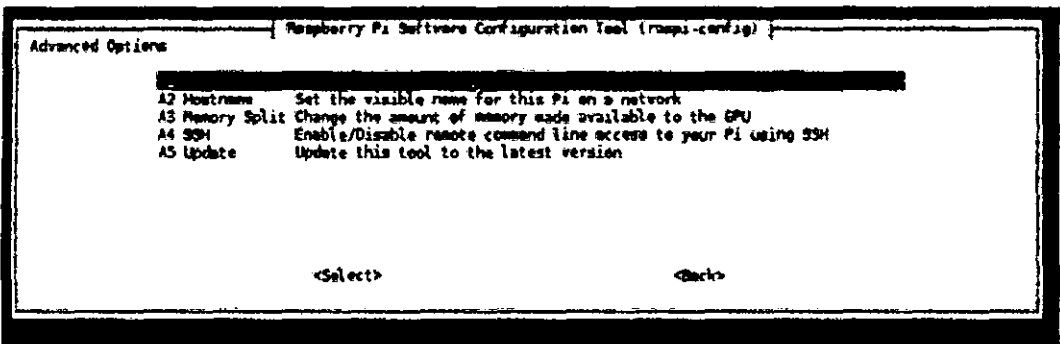 Raspberry Pi Software Configuration Tool (raspi-config)
Advanced Options
A2 Hostname Set the visible name for this Pi on a network
A3 Memory Split Change the amount of memory made available to the GPU
A4 SSH Enable/Disable remote command line access to your Pi using SSH
A5 Update Update this tool to the latest version
<Select> <Back>